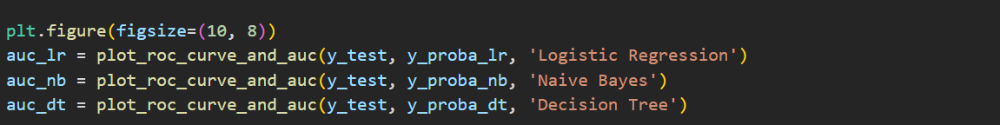 plt.figure(figsize=(10, 8))
auc_lr = plot_roc_curve_and_auc(y_test, y_proba_lr, 'Logistic Regression')
auc_nb = plot_roc_curve_and_auc(y_test, y_proba_nb, 'Naive Bayes')
auc_dt = plot_roc_curve_and_auc(y_test, y_proba_dt, 'Decision Tree')